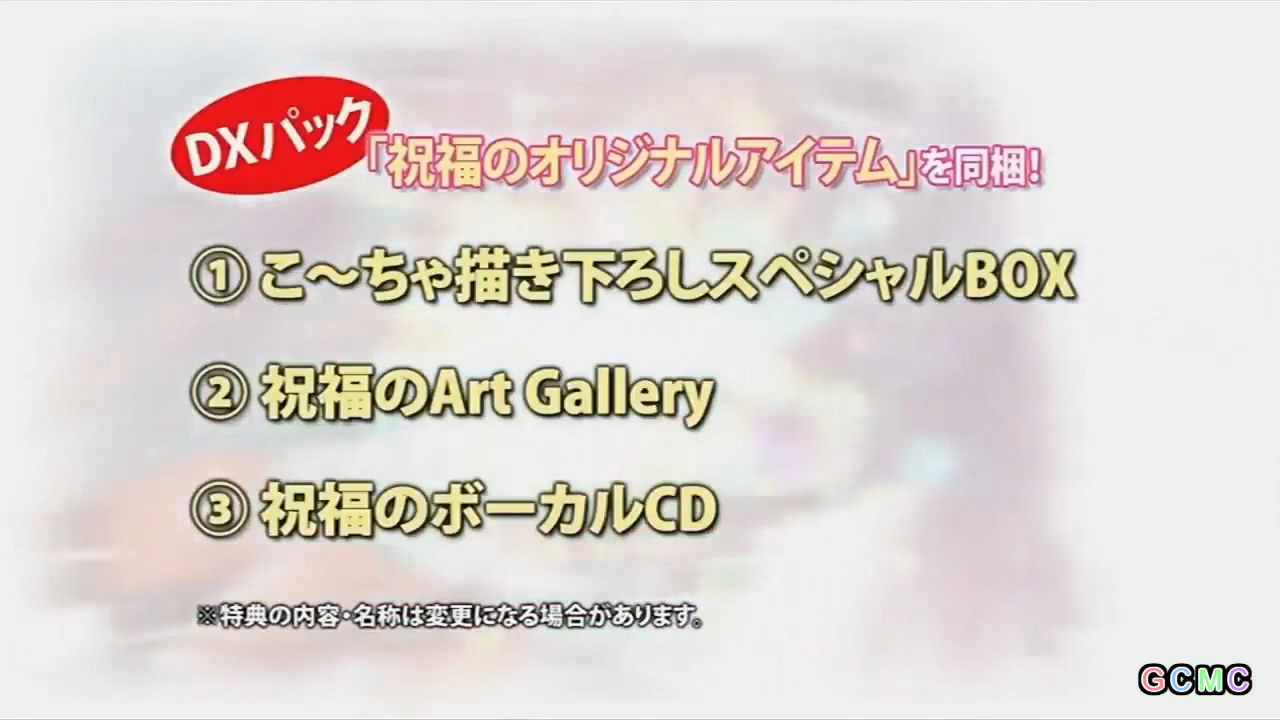 DXパック
「祝福のオリジナルアイテム」を同梱!
① こ～ちゃ描き下ろしスペシャルBOX
② 祝福のArt Gallery
③ 祝福のボーカルCD
※特典の内容・名称は変更になる場合があります。
GCMC